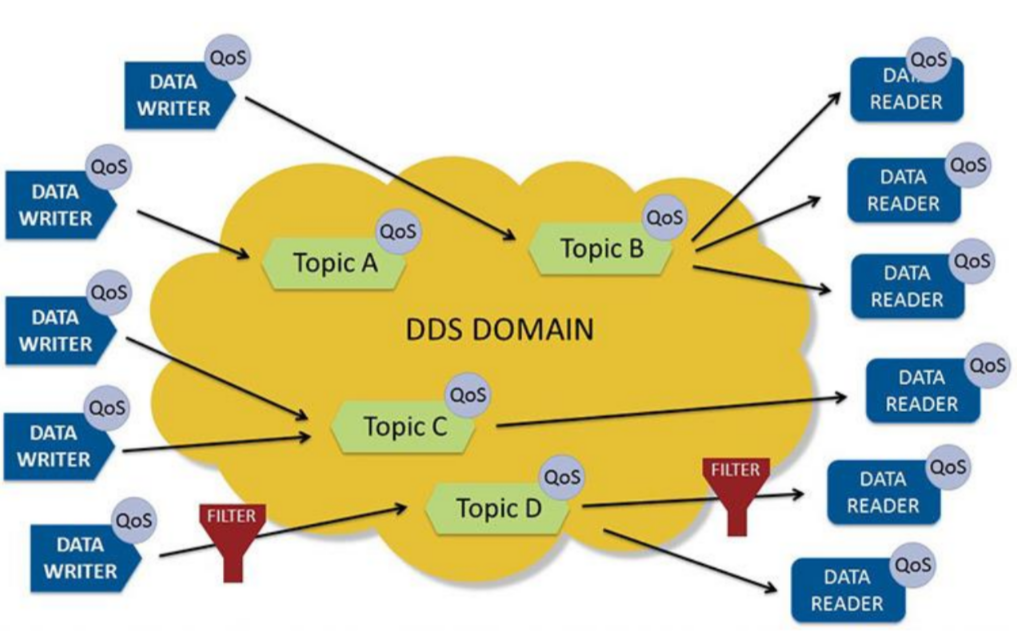 QoS
DATA
WRITER
QoS
DATA
READER
QoS
DATA
WRITER
QoS
DATA
READER
QoS
Topic A
QoS
Topic B
QoS
DATA
READER
QoS
DATA
WRITER
DDS DOMAIN
QoS
DATA
READER
QoS
DATA
WRITER
QoS
Topic C
QoS
Topic D
FILTER
QoS
DATA
READER
QoS
DATA
WRITER
FILTER
QoS
DATA
READER